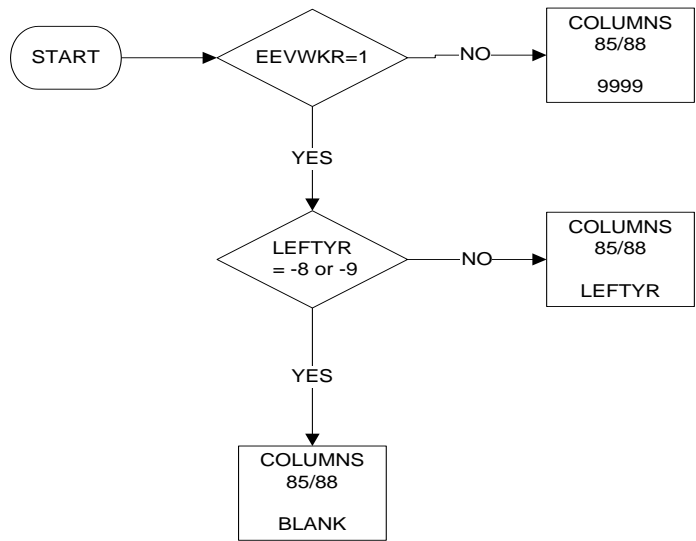 START
EEVWKR=1
NO
COLUMNS
85/88
9999
YES
LEFTYR
= -8 or -9
NO
COLUMNS
85/88
LEFTYR
YES
COLUMNS
85/88
BLANK